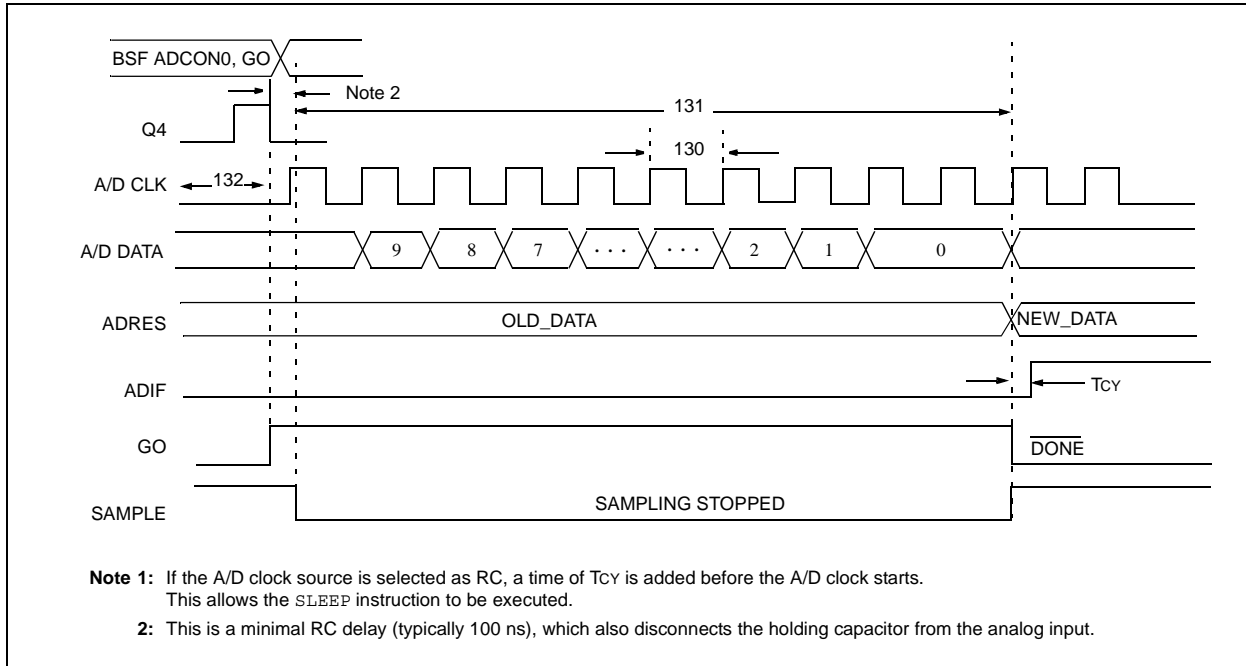 BSF ADCON0, GO
Note 2
131
Q4
130
A/D CLK
132
A/D DATA
9 8 7 . . . . . . 2 1 0
ADRES
OLD_DATA
NEW_DATA
ADIF
TCY
GO
DONE
SAMPLE
SAMPLING STOPPED
Note 1: If the A/D clock source is selected as RC, a time of TCY is added before the A/D clock starts.
This allows the SLEEP instruction to be executed.
2: This is a minimal RC delay (typically 100 ns), which also disconnects the holding capacitor from the analog input.